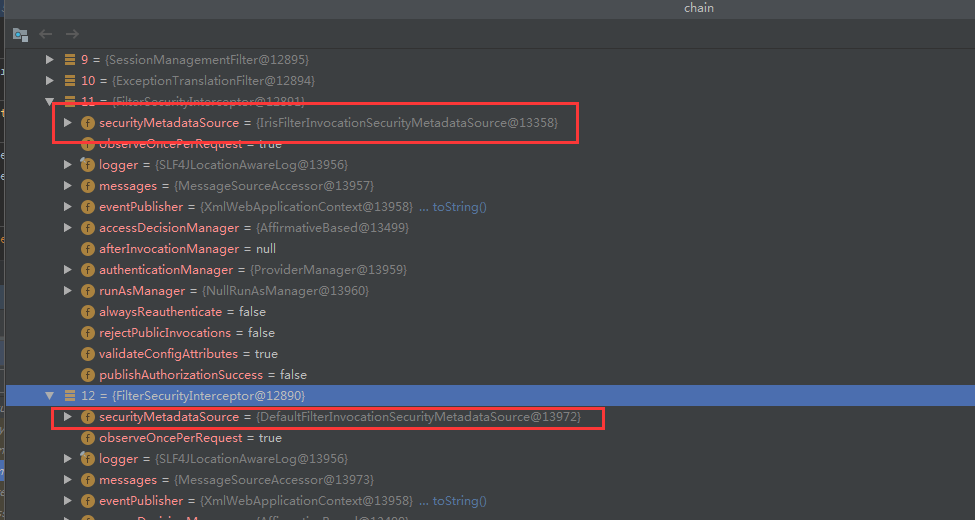 chain
9 = {SessionManagementFilter@12895}
10 = {ExceptionTranslationFilter@12894}
11 = {FilterSecurityInterceptor@12891}
f securityMetadataSource = {IrisFilterInvocationSecurityMetadataSource@13358}
f observeOncePerRequest = true
f logger = {SLF4JLocationAwareLog@13956}
f messages = {MessageSourceAccessor@13957}
f eventPublisher = {XmlWebApplicationContext@13958} ... toString()
f accessDecisionManager = {AffirmativeBased@13499}
f afterInvocationManager = null
f authenticationManager = {ProviderManager@13959}
f runAsManager = {NullRunAsManager@13960}
f alwaysReauthenticate = false
f rejectPublicInvocations = false
f validateConfigAttributes = true
f publishAuthorizationSuccess = false
12 = {FilterSecurityInterceptor@12890}
f securityMetadataSource = {DefaultFilterInvocationSecurityMetadataSource@13972}
f observeOncePerRequest = true
f logger = {SLF4JLocationAwareLog@13956}
f messages = {MessageSourceAccessor@13973}
f eventPublisher = {XmlWebApplicationContext@13958} ... toString()